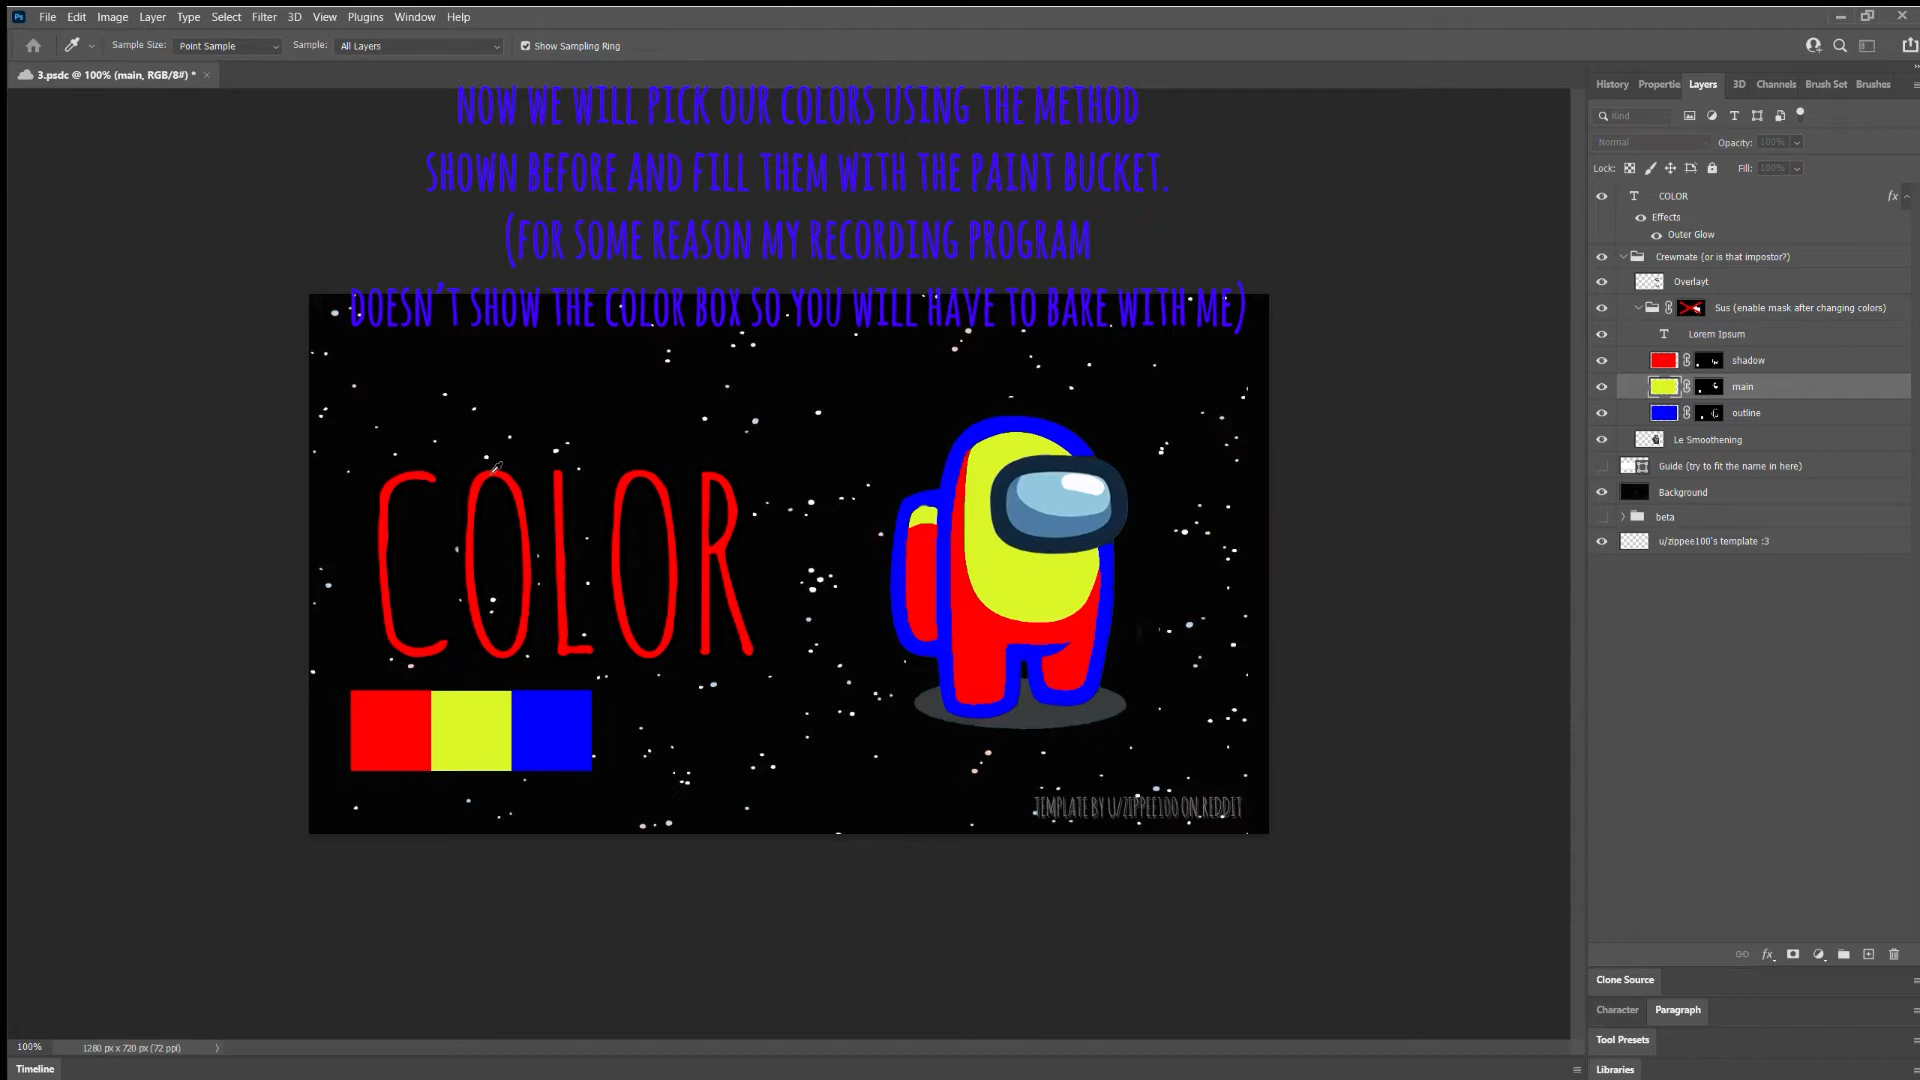 File Edit Image Layer Type Select Filter 3D View Plugins Window Help
Sample Size: Point Sample Sample: All Layers Show Sampling Ring
3.psdc @ 100% (main, RGB/8#) *
NOW WE WILL PICK OUR COLORS USING THE METHOD
SHOWN BEFORE AND FILL THEM WITH THE PAINT BUCKET.
(FOR SOME REASON MY RECORDING PROGRAM
DOESN'T SHOW THE COLOR BOX SO YOU WILL HAVE TO BARE WITH ME)
COLOR
TEMPLATE BY U/ZIPPEE100 ON REDDIT
History Propertie Layers 3D Channels Brush Set Brushes
Kind
Normal Opacity: 100%
Lock: Fill: 100%
COLOR fx
Effects
Outer Glow
Crewmate (or is that impostor?)
Overlayt
Sus (enable mask after changing colors)
Lorem Ipsum
shadow
main
outline
Le Smoothening
Guide (try to fit the name in here)
Background
beta
u/zippee100's template :3
fx
Clone Source
Character Paragraph
Tool Presets
Libraries
100% 1280 px x 720 px (72 ppi)
Timeline